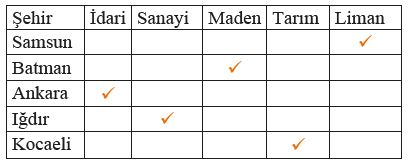 Şehir İdari Sanayi Maden Tarım Liman
Samsun ✓
Batman ✓
Ankara ✓
Iğdır ✓
Kocaeli ✓